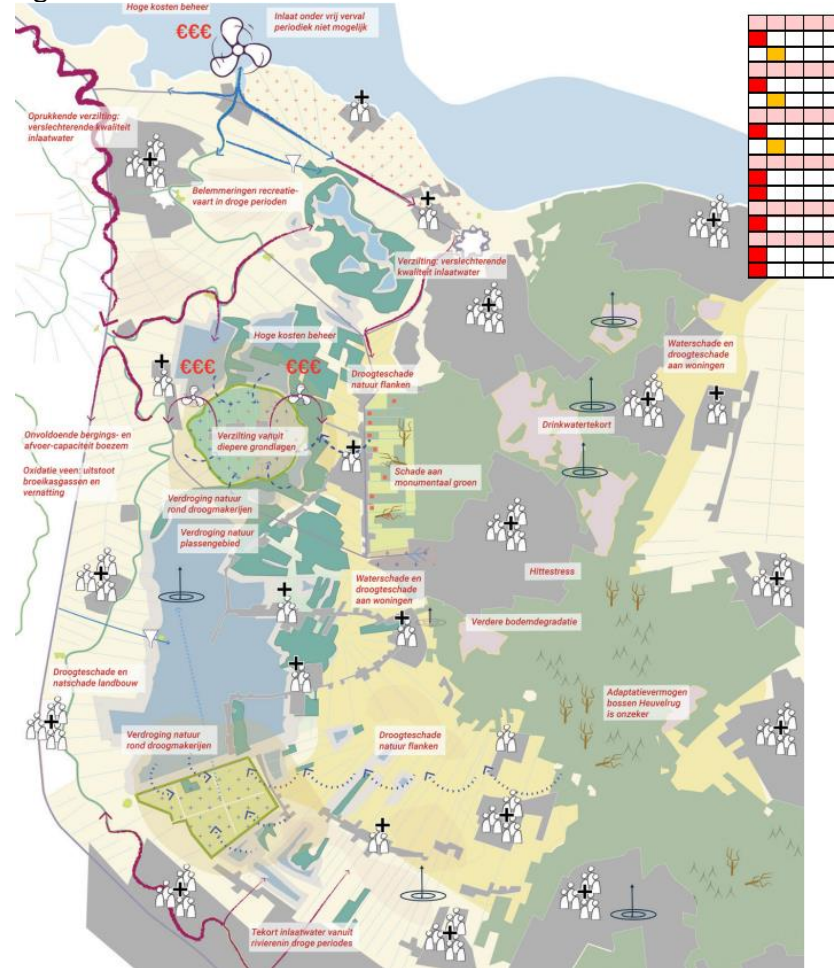 Hoge kosten beheer
€€€
Inlaat onder vrij verval
periodiek niet mogelijk
Oprukkende verzilting:
verslechterende kwaliteit
inlaatwater
Belemmeringen recreatie-
vaart in droge perioden
Verzilting: verslechterende
kwaliteit inlaatwater
Hoge kosten beheer
€€€
€€€
Droogteschade
natuur flanken
Waterschade en
droogteschade
aan woningen
Onvoldoende bergings- en
afvoer-capaciteit boezem
Oxidatie veen: uitstoot
broeikasgassen en
vernatting
Verzilting vanuit
diepere grondlagen
Drinkwatertekort
Schade aan
monumentaal groen
Verdroging natuur
rond droogmakerijen
Verdroging natuur
plassengebied
Waterschade en
droogteschade
aan woningen
Hittestress
Verdere bodemdegradatie
Droogteschade en
natschade landbouw
Adaptatievermogen
bossen Heuvelrug
is onzeker
Verdroging natuur
rond droogmakerijen
Droogteschade
natuur flanken
Tekort inlaatwater vanuit
rivierenin droge periodes